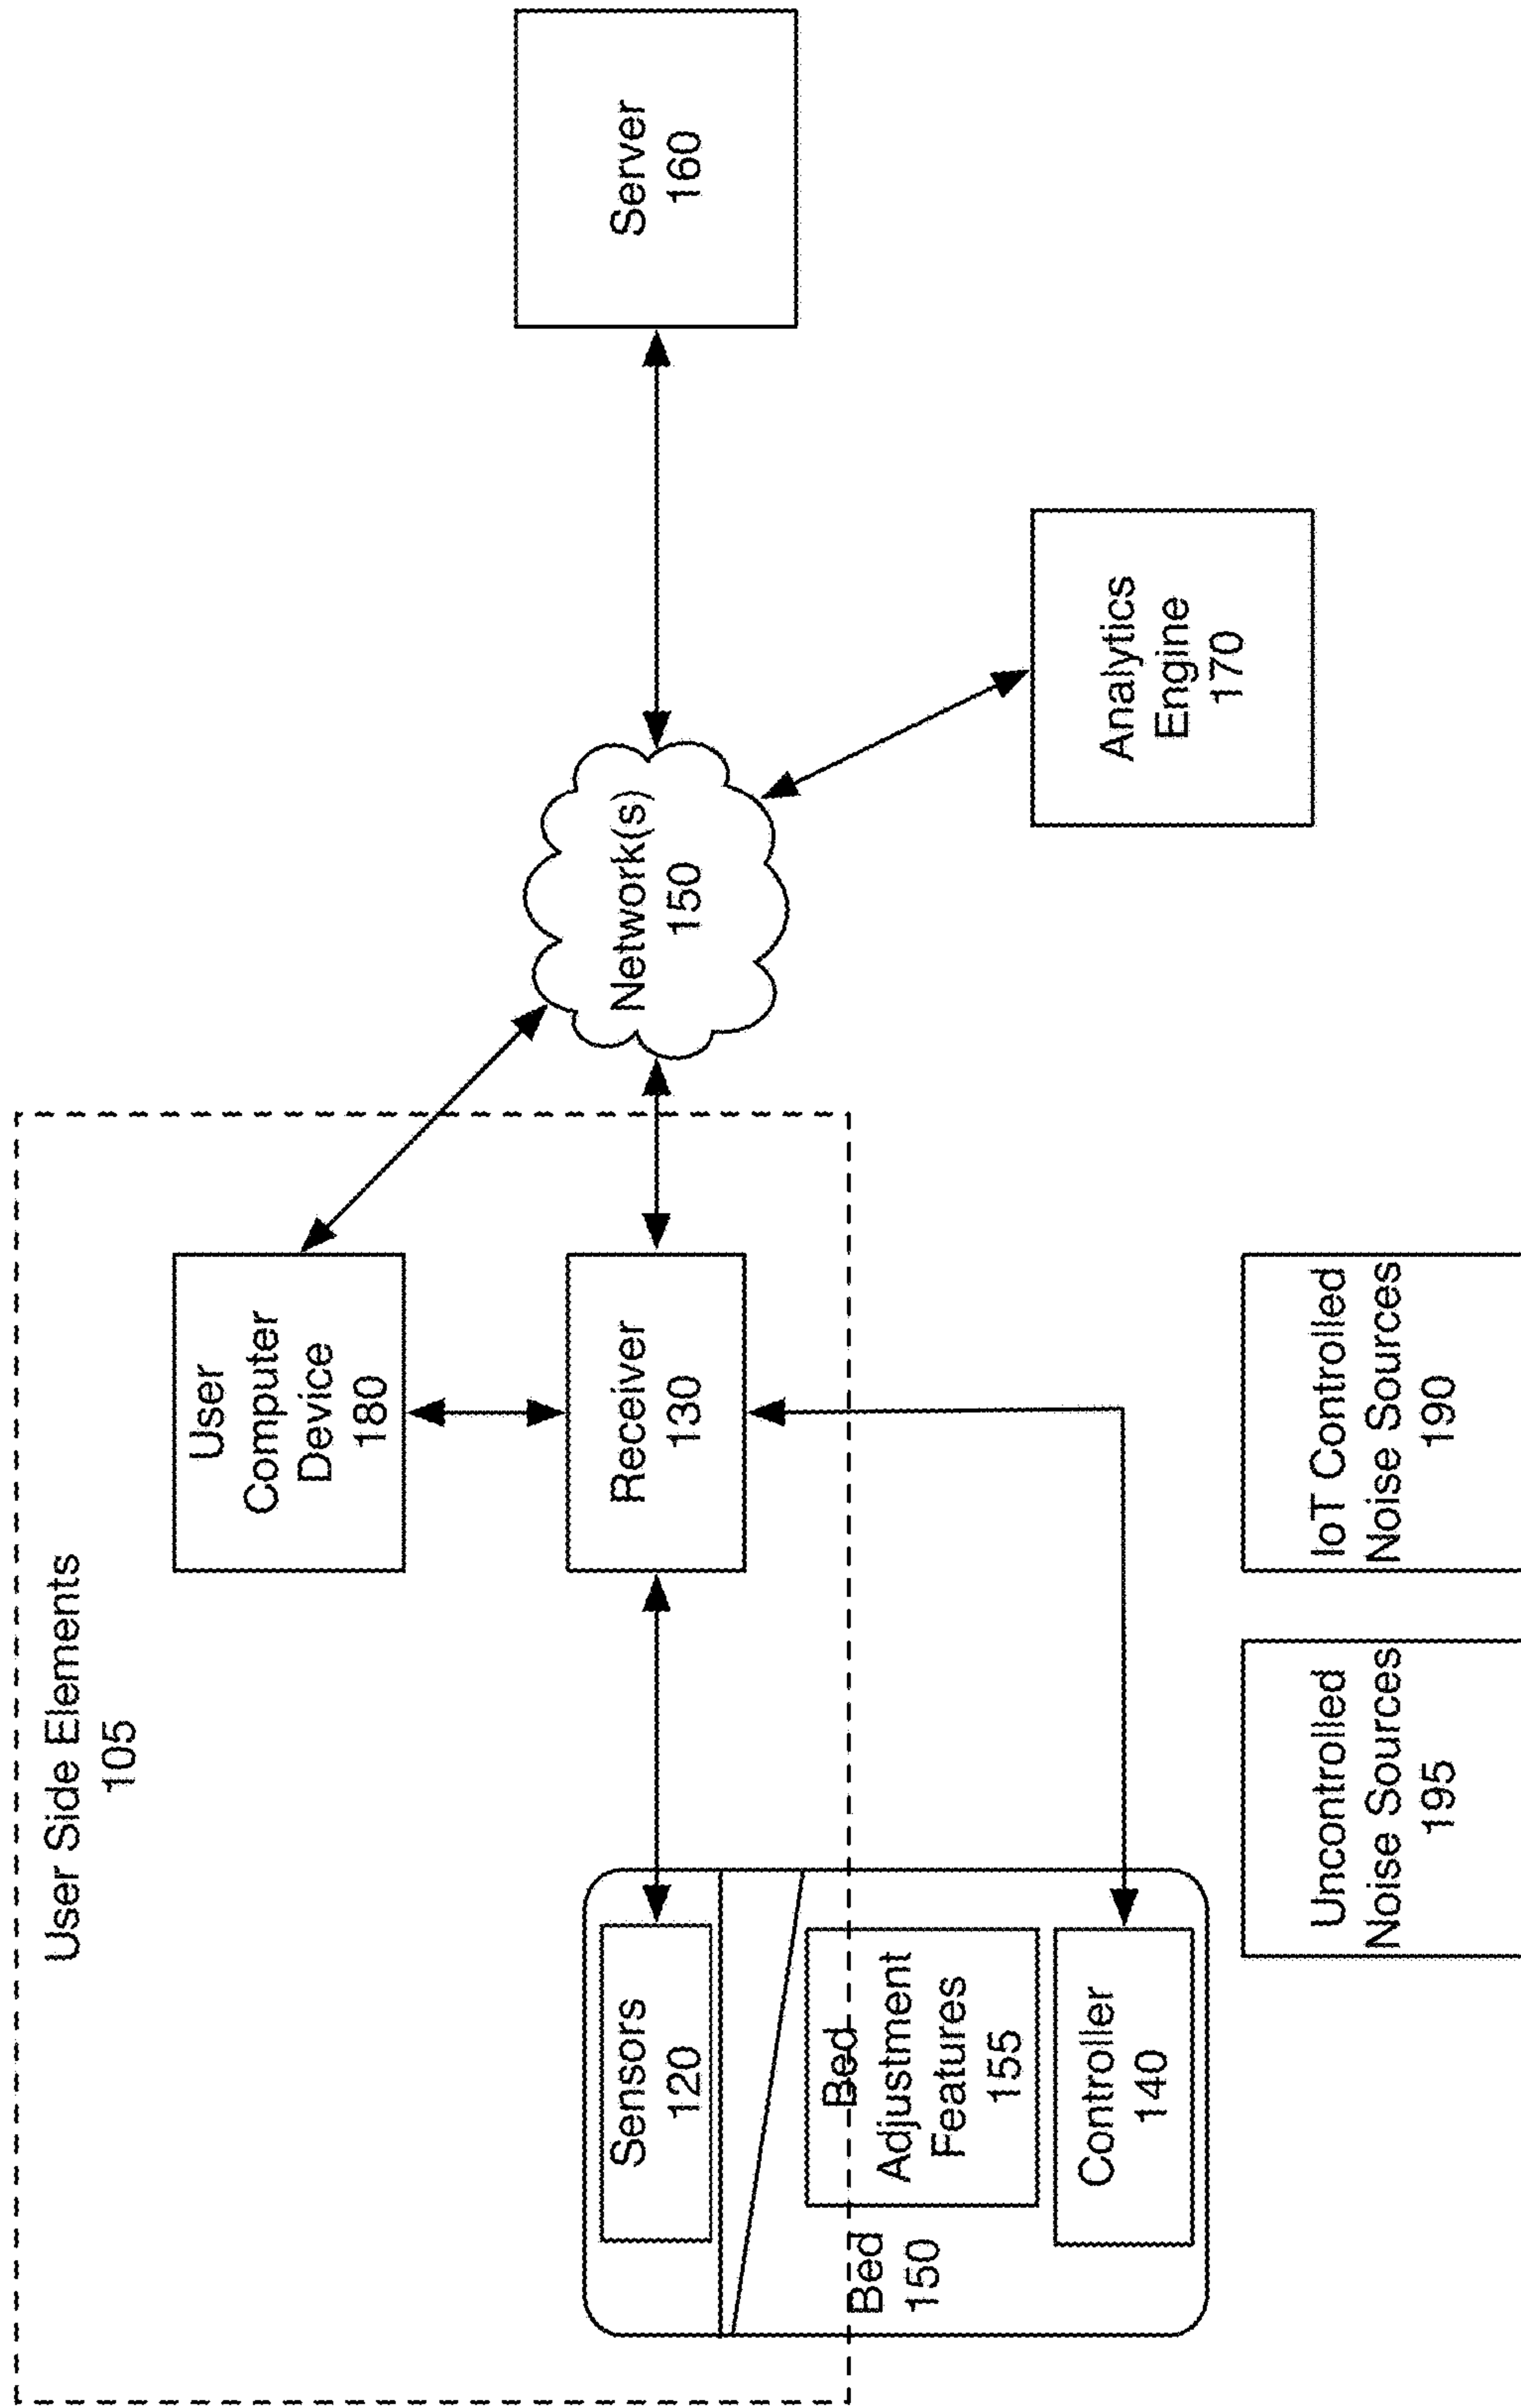 User Side Elements
105
User
Computer
Device
180
Receiver
130
Sensors
120
Bed
Adjustment
Features
155
Bed
150
Controller
140
Network(s)
150
Server
160
Analytics
Engine
170
Uncontrolled
Noise Sources
195
IoT Controlled
Noise Sources
190